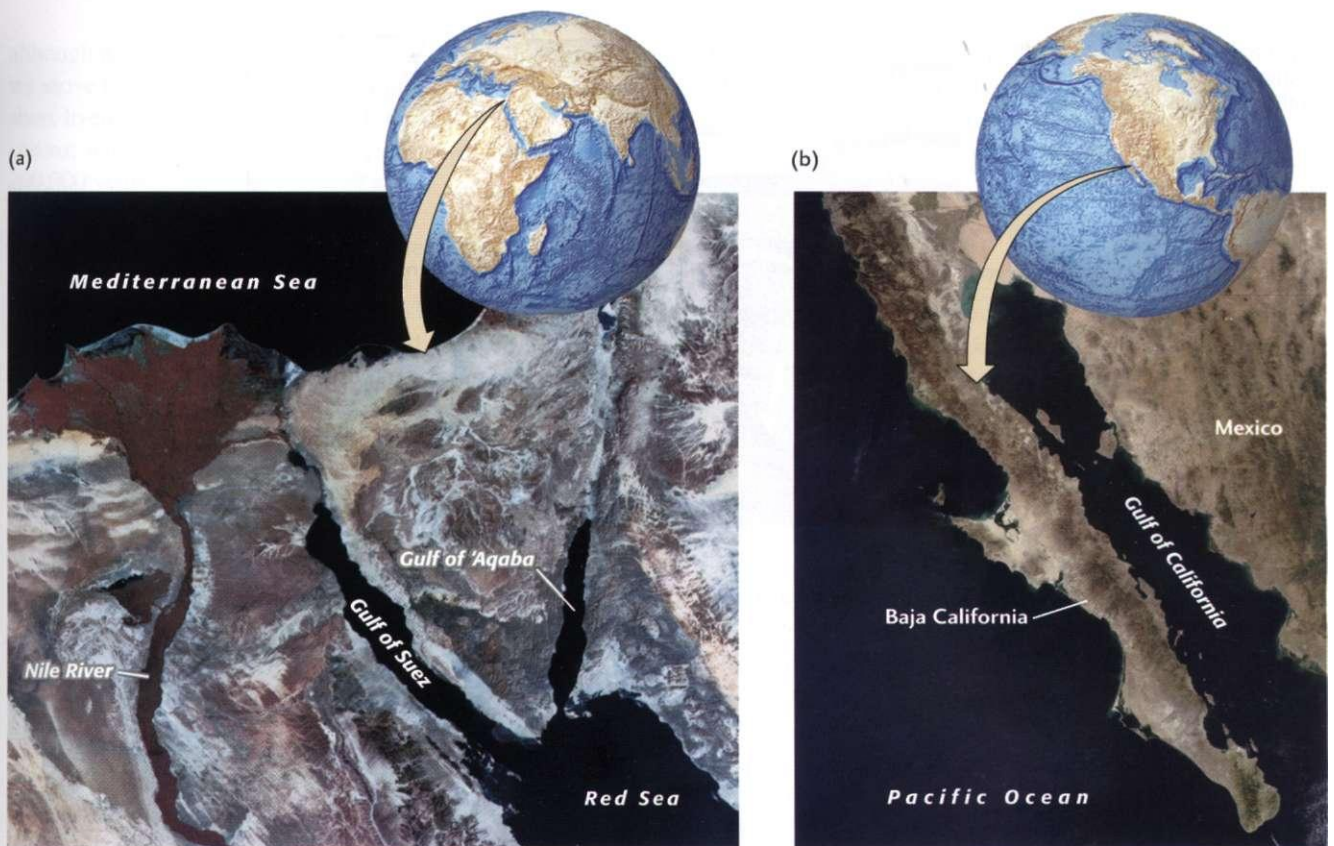 (a)
Mediterranean Sea
Gulf of 'Aqaba
Gulf of Suez
Nile River
Red Sea
(b)
Mexico
Gulf of California
Baja California
Pacific Ocean